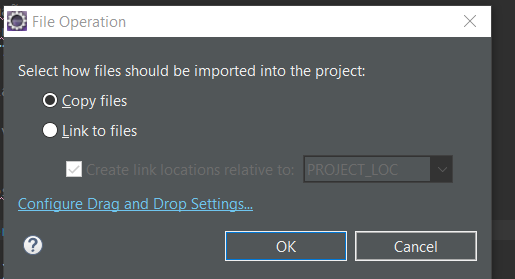 File Operation
Select how files should be imported into the project:
Copy files
Link to files
Create link locations relative to: PROJECT_LOC
Configure Drag and Drop Settings...
OK Cancel